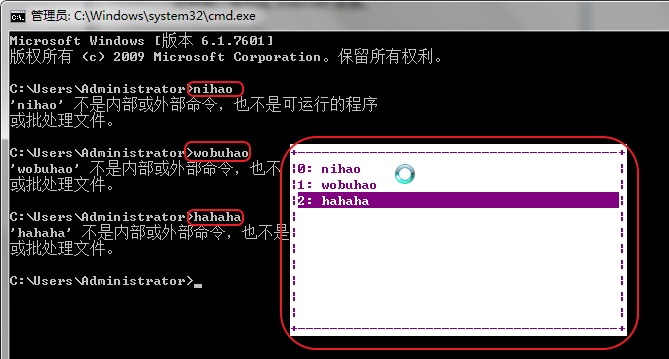 管理员: C:\Windows\system32\cmd.exe
Microsoft Windows [版本 6.1.7601]
版权所有 (c) 2009 Microsoft Corporation。保留所有权利。
C:\Users\Administrator>nihao
'nihao' 不是内部或外部命令，也不是可运行的程序
或批处理文件。
C:\Users\Administrator>wobuhao
'wobuhao' 不是内部或外部命令，也不
或批处理文件。
C:\Users\Administrator>hahaha
'hahaha' 不是内部或外部命令，也不是
或批处理文件。
C:\Users\Administrator>_
0: nihao
1: wobuhao
2: hahaha